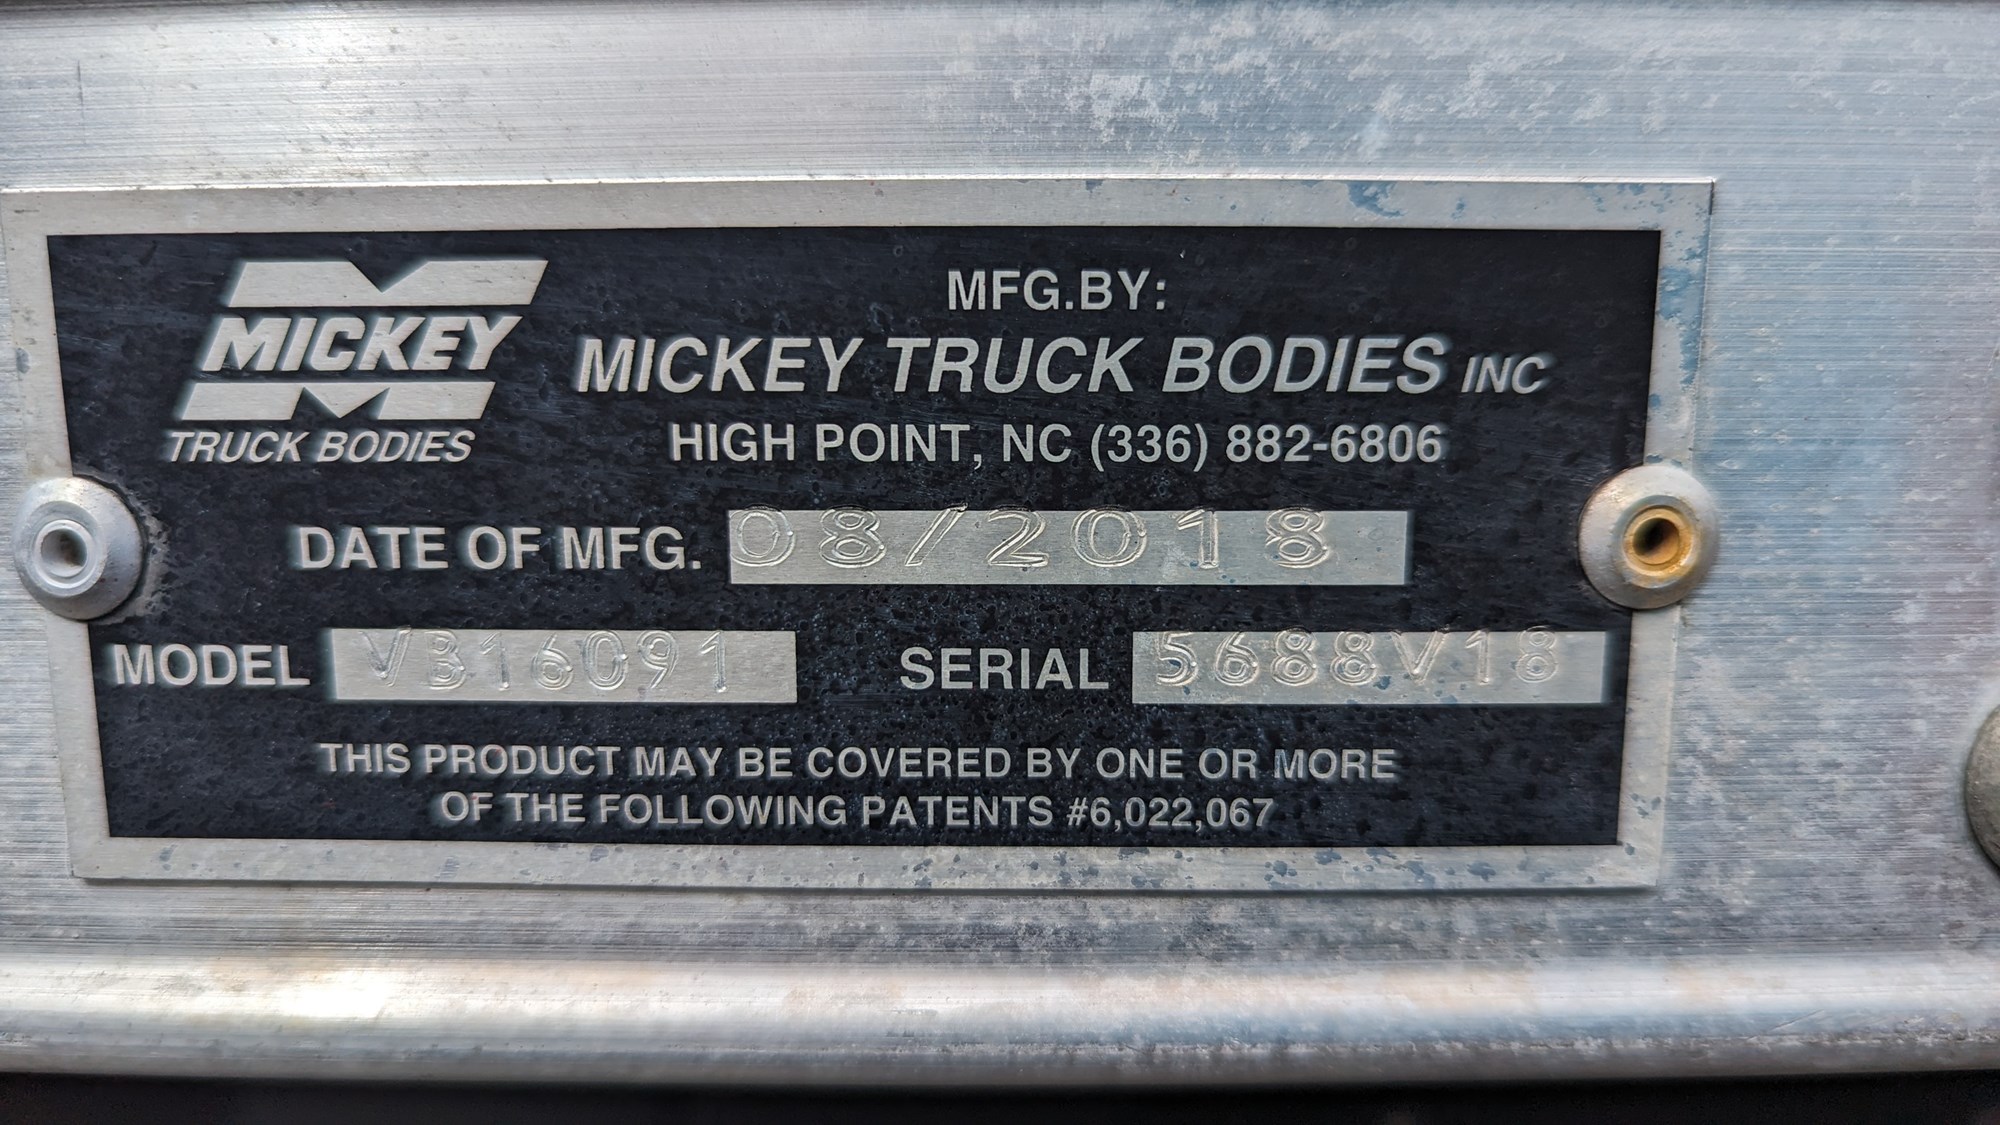 MICKEY
TRUCK BODIES
MFG.BY:
MICKEY TRUCK BODIES INC
HIGH POINT, NC (336) 882-6806
DATE OF MFG. 08/2018
MODEL VB16091 SERIAL 5688V18
THIS PRODUCT MAY BE COVERED BY ONE OR MORE
OF THE FOLLOWING PATENTS #6,022,067